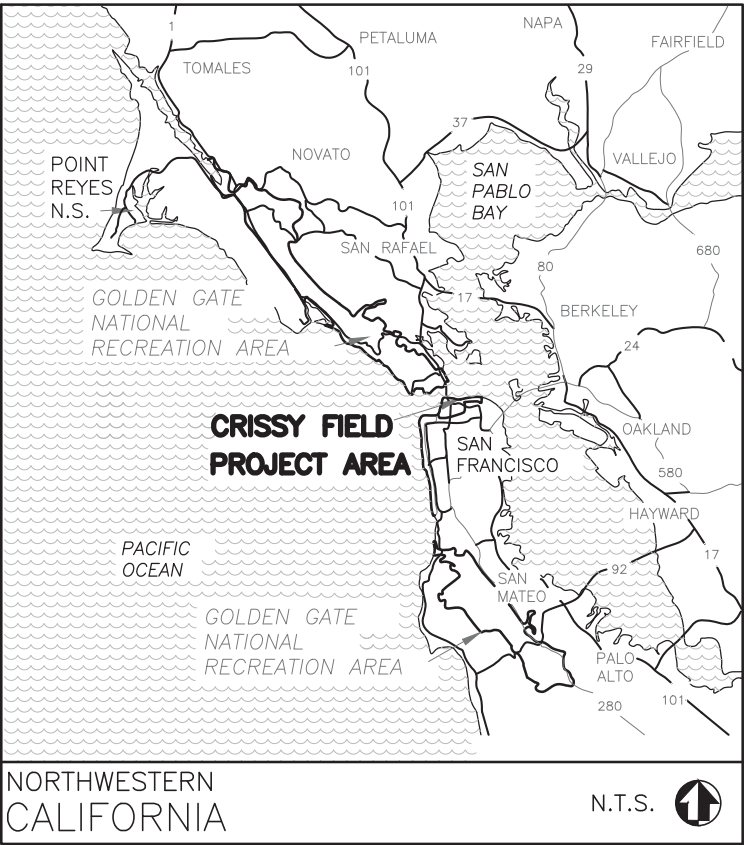 1
PETALUMA
NAPA
FAIRFIELD
TOMALES
101
29
37
NOVATO
VALLEJO
POINT
REYES
N.S.
SAN
PABLO
BAY
101
SAN RAFAEL
80
680
17
GOLDEN GATE
NATIONAL
RECREATION AREA
BERKELEY
24
CRISSY FIELD
PROJECT AREA
SAN
FRANCISCO
OAKLAND
580
HAYWARD
PACIFIC
OCEAN
17
92
SAN
MATEO
GOLDEN GATE
NATIONAL
RECREATION AREA
PALO
ALTO
280
101
NORTHWESTERN
CALIFORNIA
N.T.S.